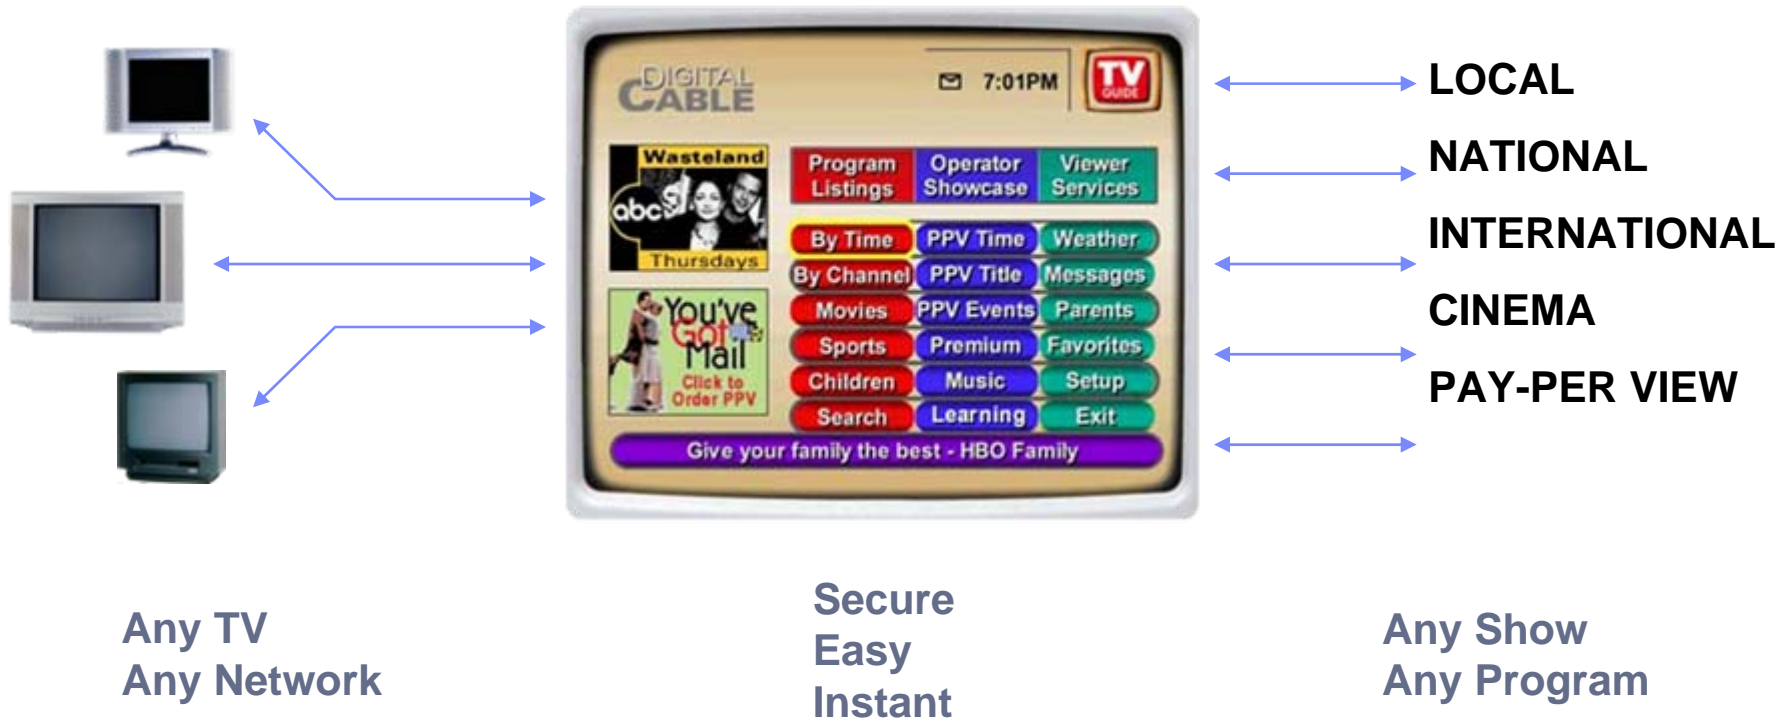 DIGITAL
CABLE
7:01PM
TV
GUIDE
Wasteland
abc
Thursdays
You've
Got
Mail
Click to
Order PPV
Program Operator Viewer
Listings Showcase Services
By Time PPV Time Weather
By Channel PPV Title Messages
Movies PPV Events Parents
Sports Premium Favorites
Children Music Setup
Search Learning Exit
Give your family the best - HBO Family
LOCAL
NATIONAL
INTERNATIONAL
CINEMA
PAY-PER VIEW
Any TV
Any Network
Secure
Easy
Instant
Any Show
Any Program